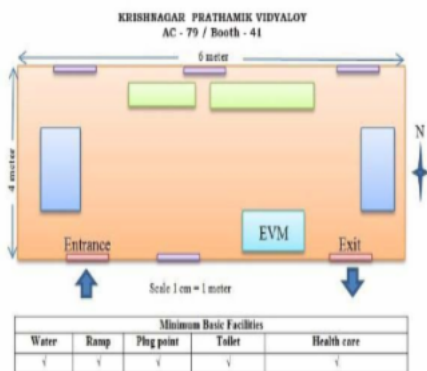 KRISHNAGAR PRATHAMIK VIDYALOY
AC - 79 / Booth - 41
6 meter
4 meter
N
EVM
Entrance
Exit
Scale 1 cm = 1 meter
Minimum Basic Facilities
Water Ramp Plug point Toilet Health care
√ √ √ √ √